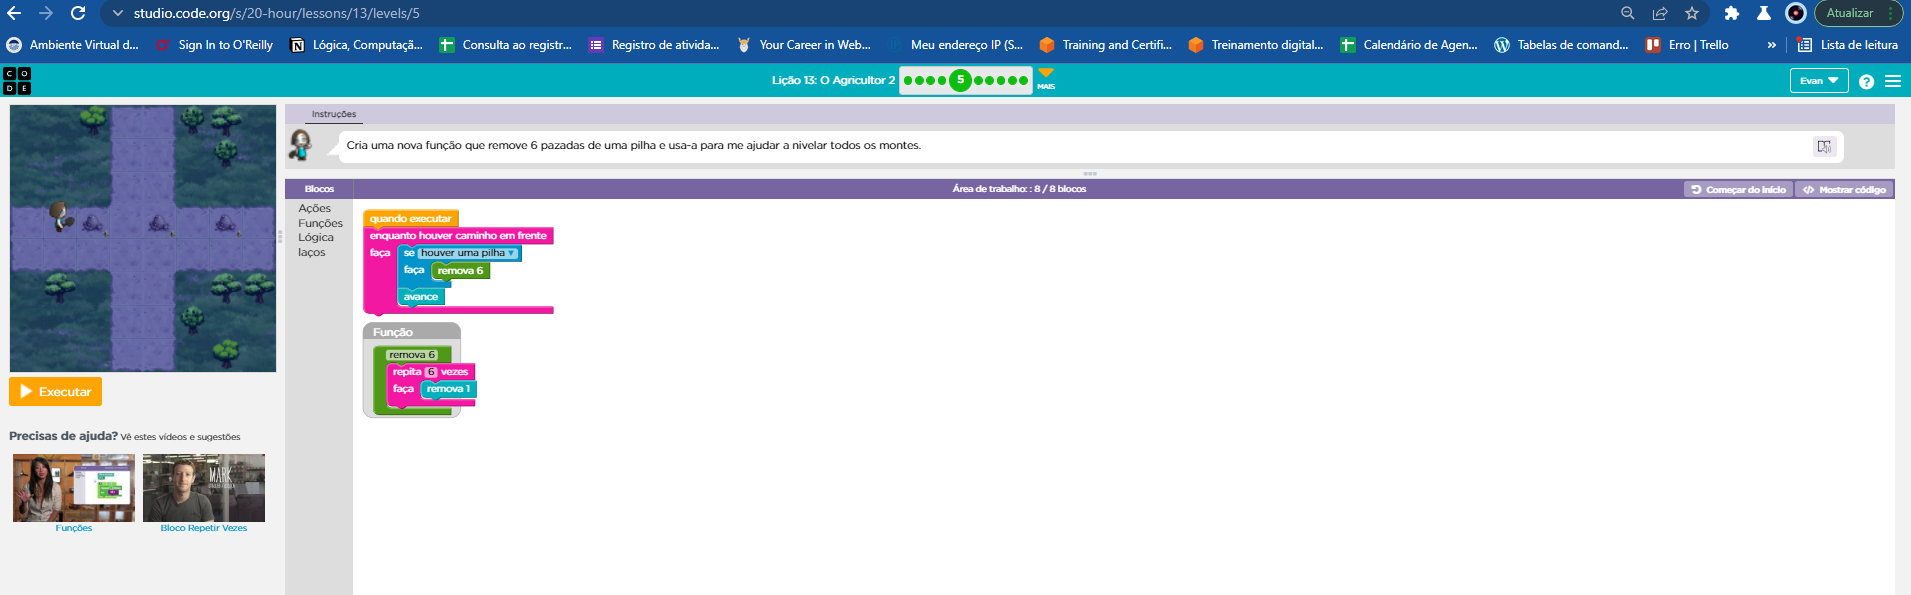 studio.code.org/s/20-hour/lessons/13/levels/5
Atualizar
Ambiente Virtual d... Sign In to O'Reilly Lógica, Computaçã... Consulta ao registr... Registro de ativida... Your Career in Web... Meu endereço IP (S... Training and Certifi... Treinamento digital... Calendário de Agen... Tabelas de comand... Erro | Trello » Lista de leitura
CODE
Lição 13: O Agricultor 2
5
MAIS
Evan
?
Instruções
Cria uma nova função que remove 6 pazadas de uma pilha e usa-a para me ajudar a nivelar todos os montes.
Blocos
Área de trabalho: : 8 / 8 blocos
Começar do início
</> Mostrar código
Ações
Funções
Lógica
laços
quando executar
enquanto houver caminho em frente
faça se houver uma pilha
faça remova 6
avance
Função
remova 6
repita 6 vezes
faça remova 1
Executar
Precisas de ajuda? Vê estes vídeos e sugestões
MARK
Funções
Bloco Repetir Vezes